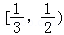 [1/3, 1/2)